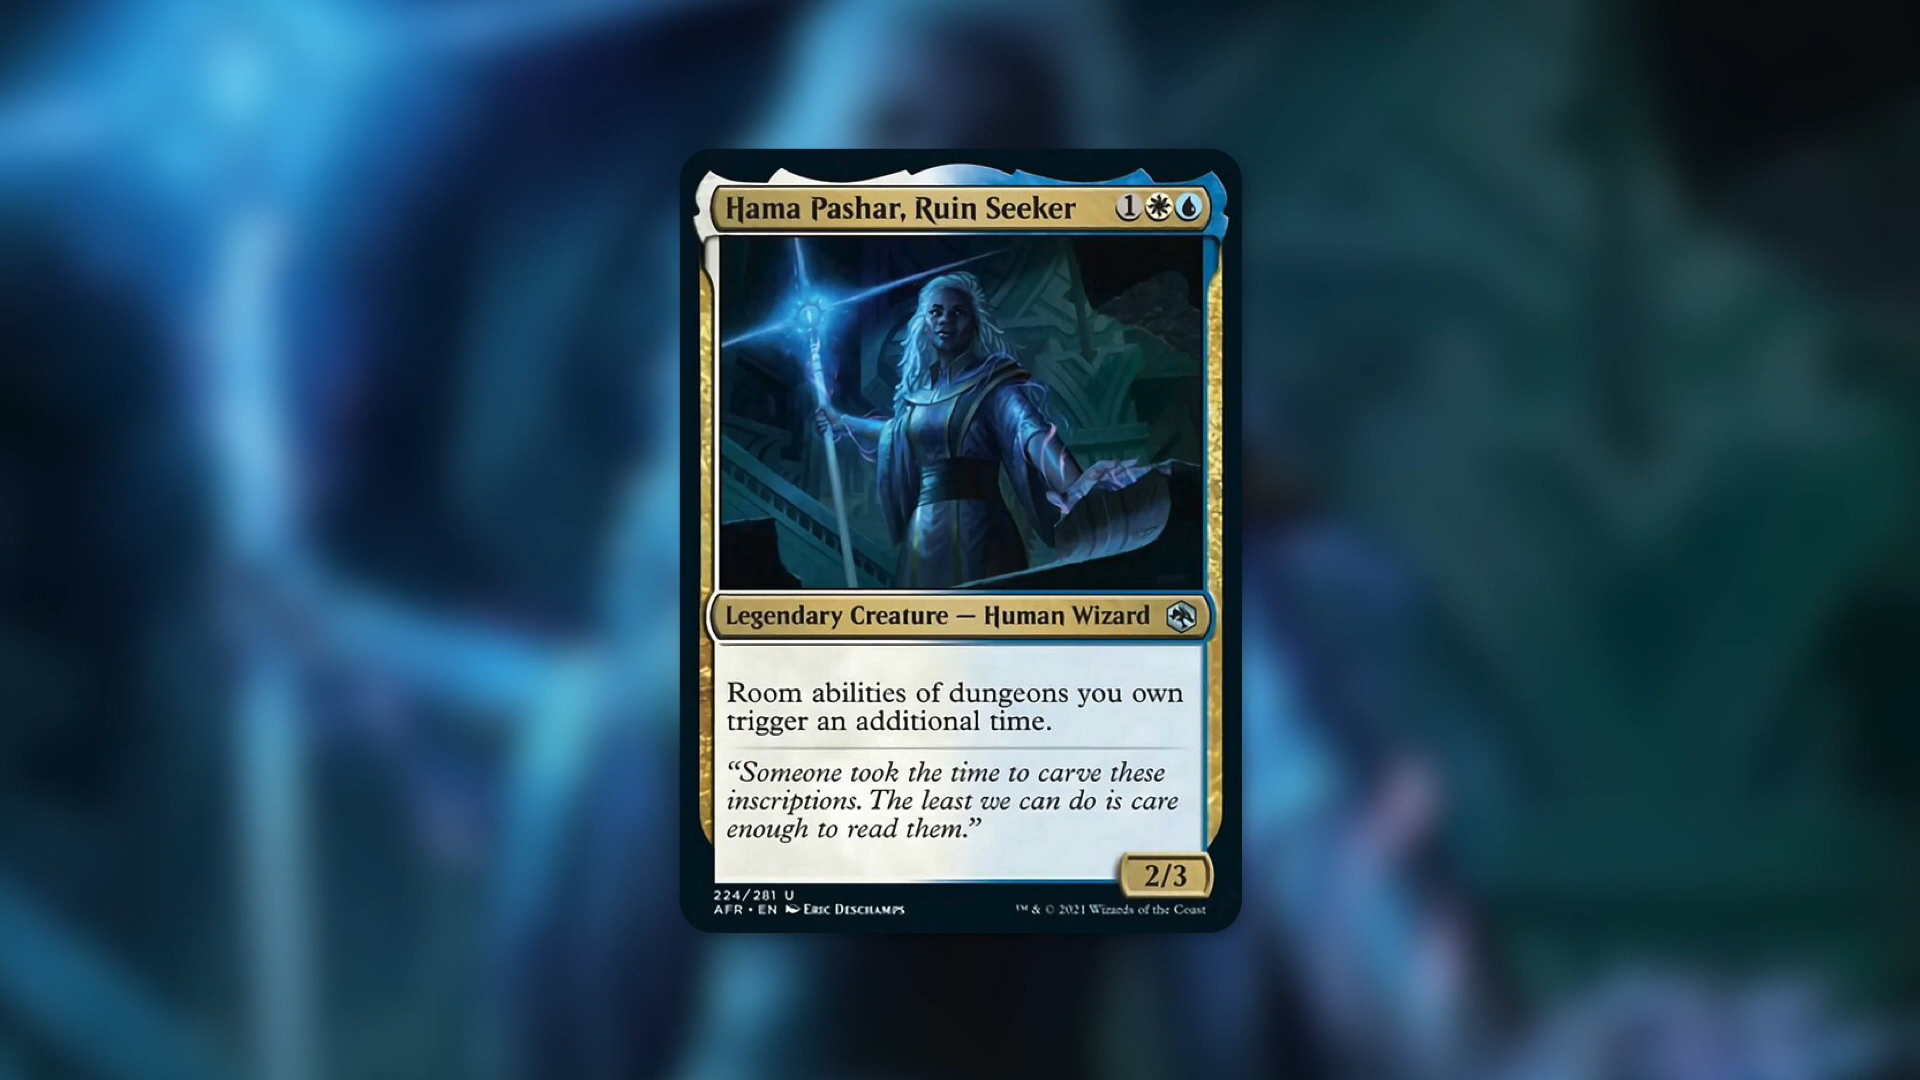 Hama Pashar, Ruin Seeker 1
Legendary Creature — Human Wizard
Room abilities of dungeons you own
trigger an additional time.
“Someone took the time to carve these
inscriptions. The least we can do is care
enough to read them.”
2/3
224/281 U
AFR • EN Eric Deschamps
™ & © 2021 Wizards of the Coast